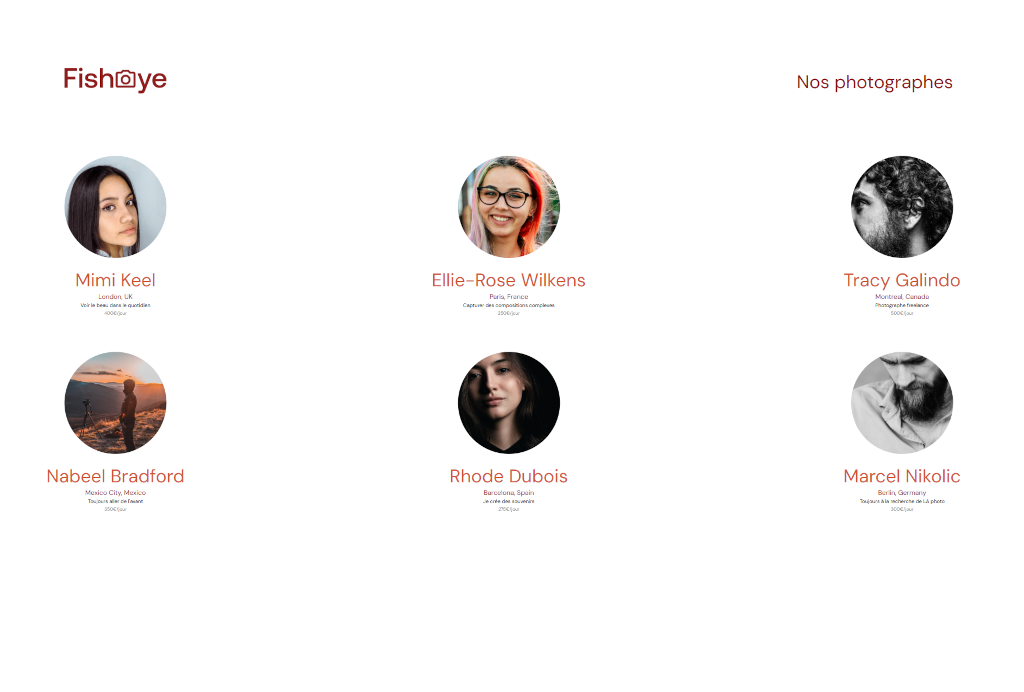 Fisheye
Nos photographes
Mimi Keel
London, UK
Voir le beau dans le quotidien
400€/jour
Ellie-Rose Wilkens
Paris, France
Capturer des compositions complexes
250€/jour
Tracy Galindo
Montreal, Canada
Photographe freelance
500€/jour
Nabeel Bradford
Mexico City, Mexico
Toujours aller de l'avant
350€/jour
Rhode Dubois
Barcelona, Spain
Je crée des souvenirs
275€/jour
Marcel Nikolic
Berlin, Germany
Toujours à la recherche de LA photo
300€/jour